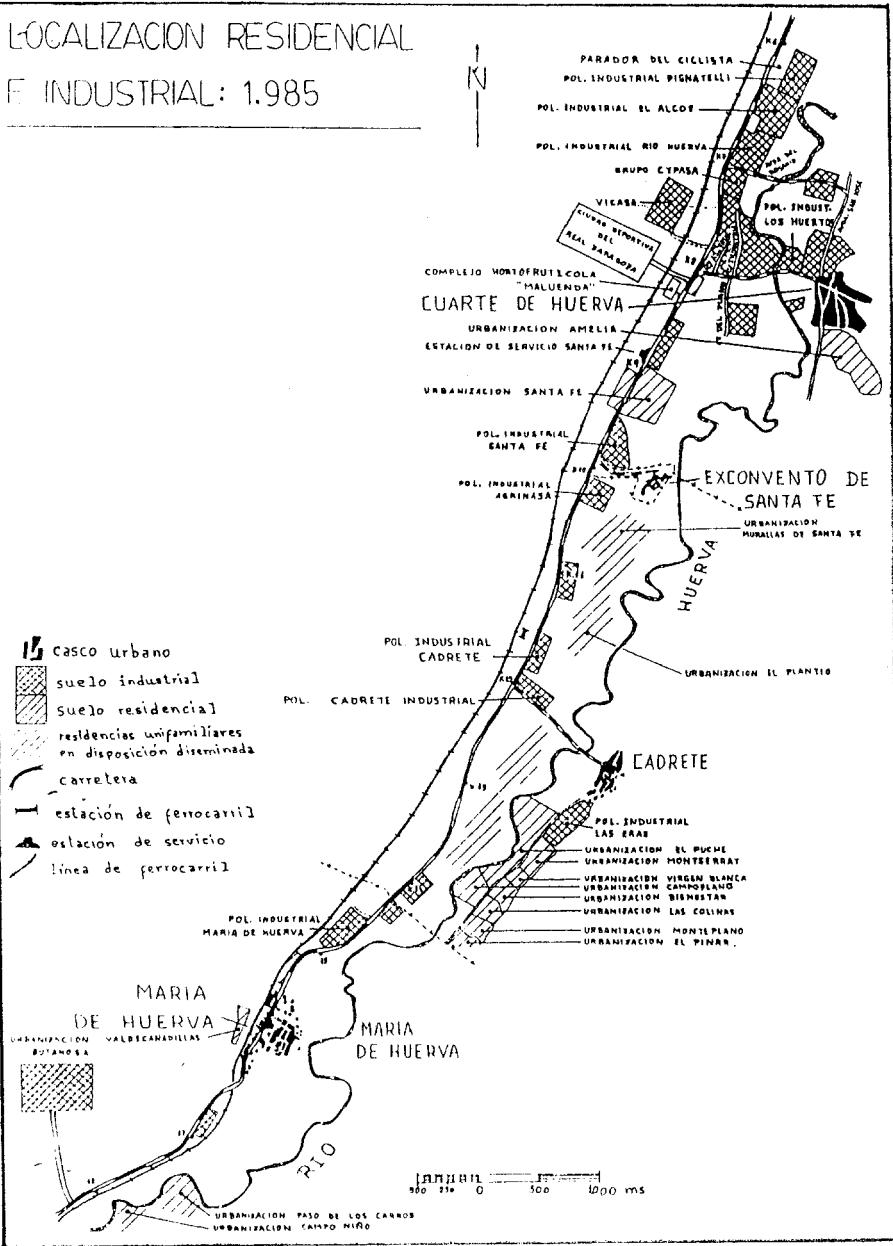 LOCALIZACION RESIDENCIAL
E INDUSTRIAL: 1.985
N
PARADOR DEL CICLISTA
POL. INDUSTRIAL PIGNATELLI
POL. INDUSTRIAL EL ALCOZ
POL. INDUSTRIAL RIO HUERVA
GRUPO CYPASA
VICASA
CIUDAD DEPORTIVA
DEL
REAL ZARAGOZA
POL. INDUST.
LOS HUERTOS
COMPLEJO HORTOFRUTICOLA
"MALUENDA"
CUARTE DE HUERVA
URBANIZACION AMELIA
ESTACION DE SERVICIO SANTA FE
URBANIZACION SANTA FE
POL. INDUSTRIAL
SANTA FE
POL. INDUSTRIAL
AGRINASA
EXCONVENTO DE
SANTA FE
URBANIZACION
MURALLAS DE SANTA FE
HUERVA
POL. INDUSTRIAL
CADRETE
URBANIZACION EL PLANTIO
POL. CADRETE INDUSTRIAL
CADRETE
casco urbano
suelo industrial
suelo residencial
residencias unifamiliares
en disposición diseminada
carretera
estación de ferrocarril
estación de servicio
línea de ferrocarril
POL. INDUSTRIAL
LAS ERAS
URBANIZACION EL PUCHE
URBANIZACION MONTSERRAT
URBANIZACION VIRGEN BLANCA
URBANIZACION CAMPOLLANO
URBANIZACION BIENESTAR
URBANIZACION LAS COLINAS
URBANIZACION MONTEPLANO
URBANIZACION EL PINAR.
POL. INDUSTRIAL
MARIA DE HUERVA
MARIA
DE HUERVA
URBANIZACION VALDECAÑADILLAS
BUTANOSA
MARIA
DE HUERVA
RIO
500 250 0 500 1.000 ms
URBANIZACION PASO DE LOS CARROS
URBANIZACION CAMPO NIÑO